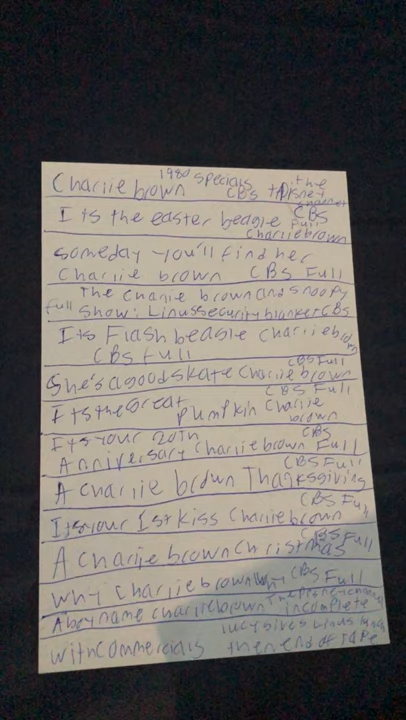 1980 specials the
Charlie brown CBS + Disney channel
Its the easter beagle CBS Full
Charliebrown
someday you'll find her
Charlie brown CBS Full
The Charlie brown and snoopy
full Show: Linus security blanket CBS
Its Flash beagle Charliebrown
CBS Full
CBS Full
She's a good skate Charlie brown
CBS Full
Its the Great pumpkin Charlie brown
Its your 20th CBS
Anniversary Charlie brown Full
CBS Full
A Charlie brown Thanksgiving
CBS Full
Its your 1st kiss Charlie brown
CBS Full
A Charlie brown Christmas
Why Charlie brown why CBS Full
A boy name charlie brown incomplete
lucy gives Linus
with commercials then end of tape